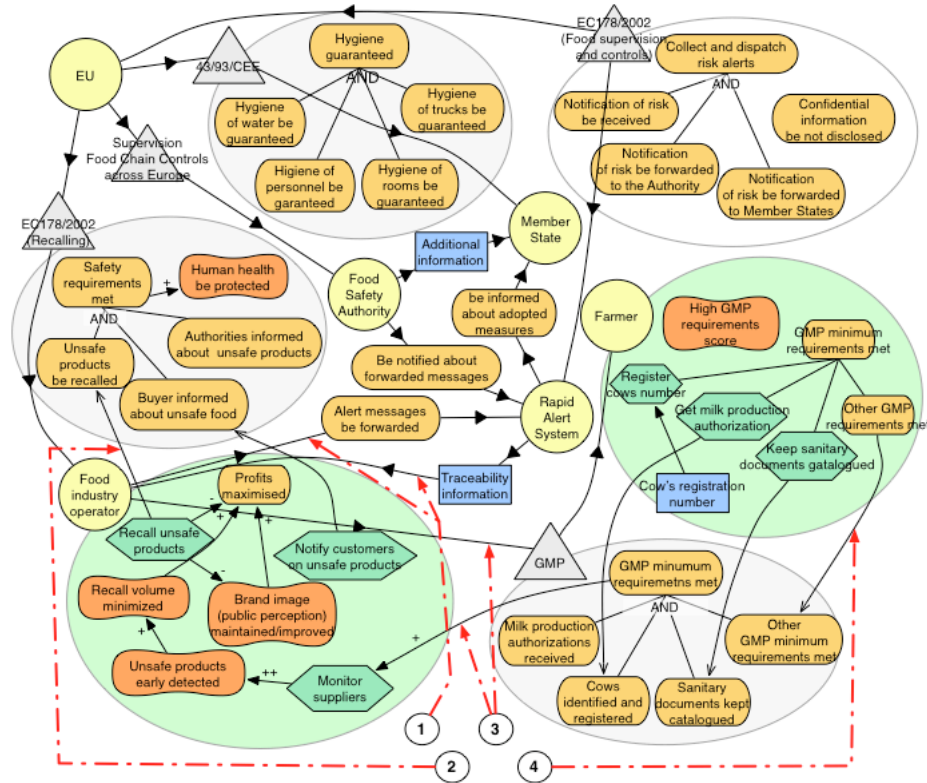 EU
43/93/CEE
Hygiene
guaranteed
AND
Hygiene
of water be
guaranteed
Hygiene
of trucks be
guaranteed
Higiene of
personnel be
garanteed
Hygiene of
rooms be
guaranteed
EC178/2002
(Food supervision
and controls)
Collect and dispatch
risk alerts
AND
Notification of risk
be received
Confidential
information
be not disclosed
Notification
of risk be forwarded
to the Authority
Notification
of risk be forwarded
to Member States
Supervision
Food Chain Controls
across Europe
EC178/2002
(Recalling)
Safety
requirements
met
+
Human health
be protected
AND
Unsafe
products
be recalled
Authorities informed
about unsafe products
Buyer informed
about unsafe food
Food
Safety
Authority
Additional
information
Member
State
be informed
about adopted
measures
Be notified about
forwarded messages
Alert messages
be forwarded
Rapid
Alert
System
Traceability
information
Farmer
High GMP
requirements
score
GMP minimum
requirements met
Register
cows number
Get milk production
authorization
Other GMP
requirements met
Keep sanitary
documents gatalogued
Cow's registration
number
Food
industry
operator
Profits
maximised
-
+
+
Recall unsafe
products
-
Notify customers
on unsafe products
Recall volume
minimized
Brand image
(public perception)
maintained/improved
+
Unsafe products
early detected
++
Monitor
suppliers
+
GMP
GMP minumum
requiremetns met
AND
Milk production
authorizations
received
Other
GMP minimum
requirements met
Cows
identified and
registered
Sanitary
documents kept
catalogued
1
3
2
4